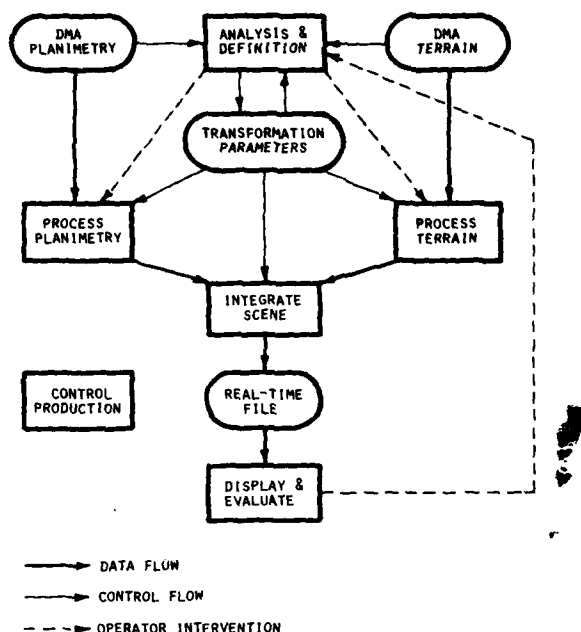 DMA
PLANIMETRY
ANALYSIS &
DEFINITION
DMA
TERRAIN
TRANSFORMATION
PARAMETERS
PROCESS
PLANIMETRY
PROCESS
TERRAIN
INTEGRATE
SCENE
CONTROL
PRODUCTION
REAL-TIME
FILE
DISPLAY &
EVALUATE
DATA FLOW
CONTROL FLOW
OPERATOR INTERVENTION